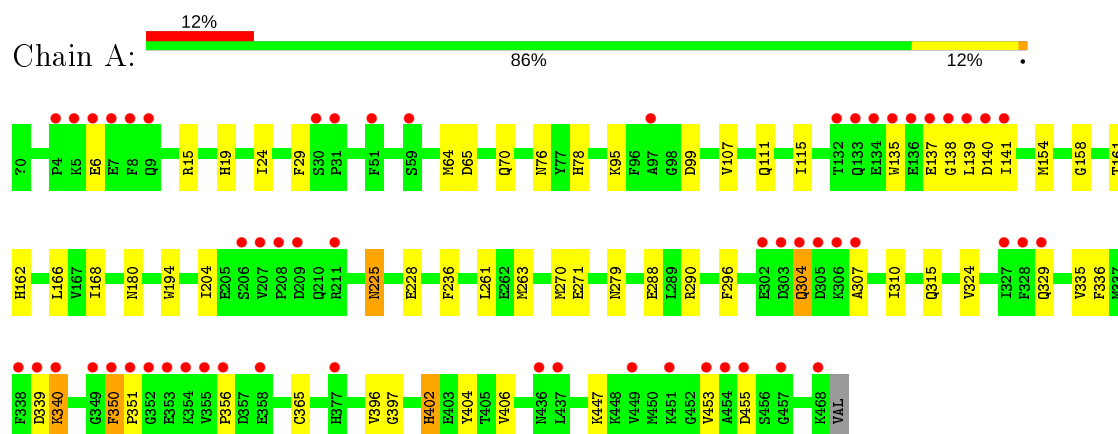 12%
Chain A:
86%
12%
•
?0 P4 K5 E6 E7 F8 Q9 R15 H19 I24 F29 S30 P31 F51 S59 M64 D65 Q70 N76 Y77 H78 K95 F96 A97 G98 D99 V107 Q111 I115 T132 Q133 E134 W135 E136 E137 G138 L139 D140 I141 M154 G158 T161
H162 L166 V167 I168 N180 W194 I204 E205 S206 V207 P208 D209 Q210 R211 N225 E228 F236 L261 E262 M263 M270 E271 N279 E288 L289 R290 F296 E302 D303 Q304 D305 K306 A307 I310 Q315 V324 I327 F328 Q329 V335 F336 M337
F338 D339 K340 G349 F350 P351 G352 E353 K354 V355 P356 D357 E358 C365 H377 V396 G397 H402 E403 Y404 T405 V406 N436 L437 K447 K448 V449 M450 K451 G452 V453 A454 D455 S456 G457 K468 VAL